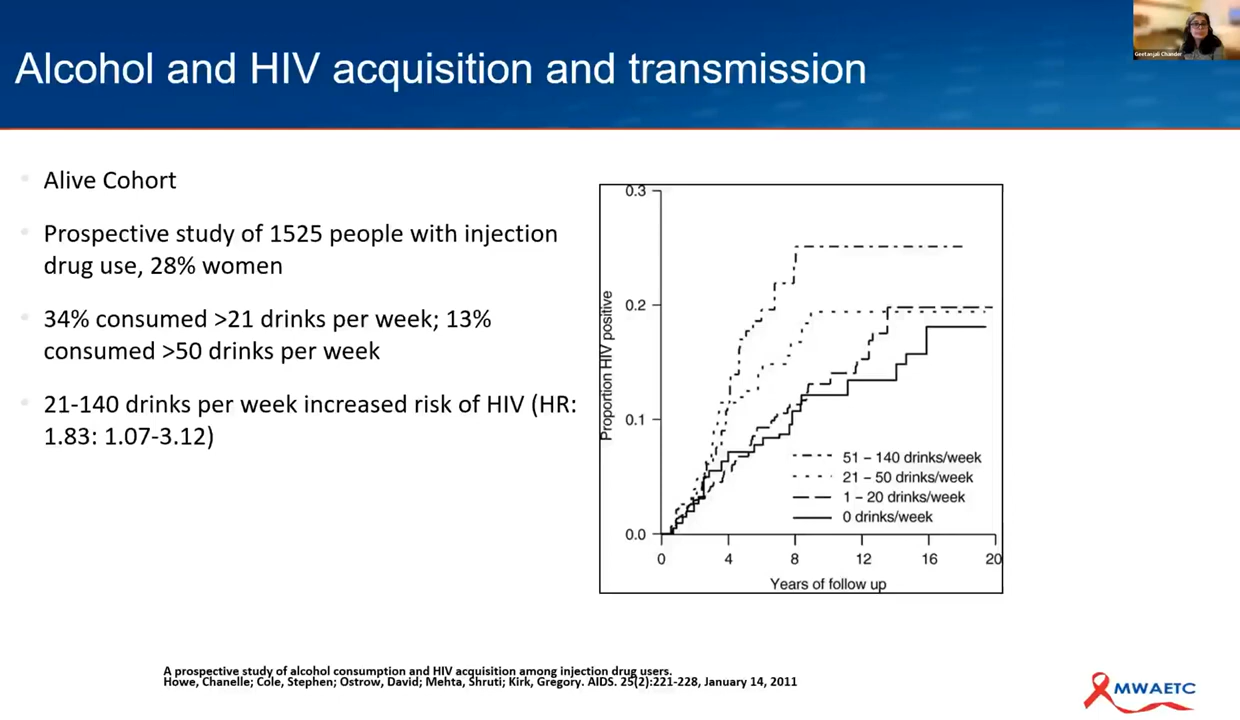 Geetanjali Chander
Alcohol and HIV acquisition and transmission
Alive Cohort
Prospective study of 1525 people with injection
drug use, 28% women
34% consumed >21 drinks per week; 13%
consumed >50 drinks per week
21-140 drinks per week increased risk of HIV (HR:
1.83: 1.07-3.12)
0.3
0.2
0.1
0.0
Proportion HIV positive
51 – 140 drinks/week
21 – 50 drinks/week
1 – 20 drinks/week
0 drinks/week
0 4 8 12 16 20
Years of follow up
A prospective study of alcohol consumption and HIV acquisition among injection drug users.
Howe, Chanelle; Cole, Stephen; Ostrow, David; Mehta, Shruti; Kirk, Gregory. AIDS. 25(2):221-228, January 14, 2011
MWAETC